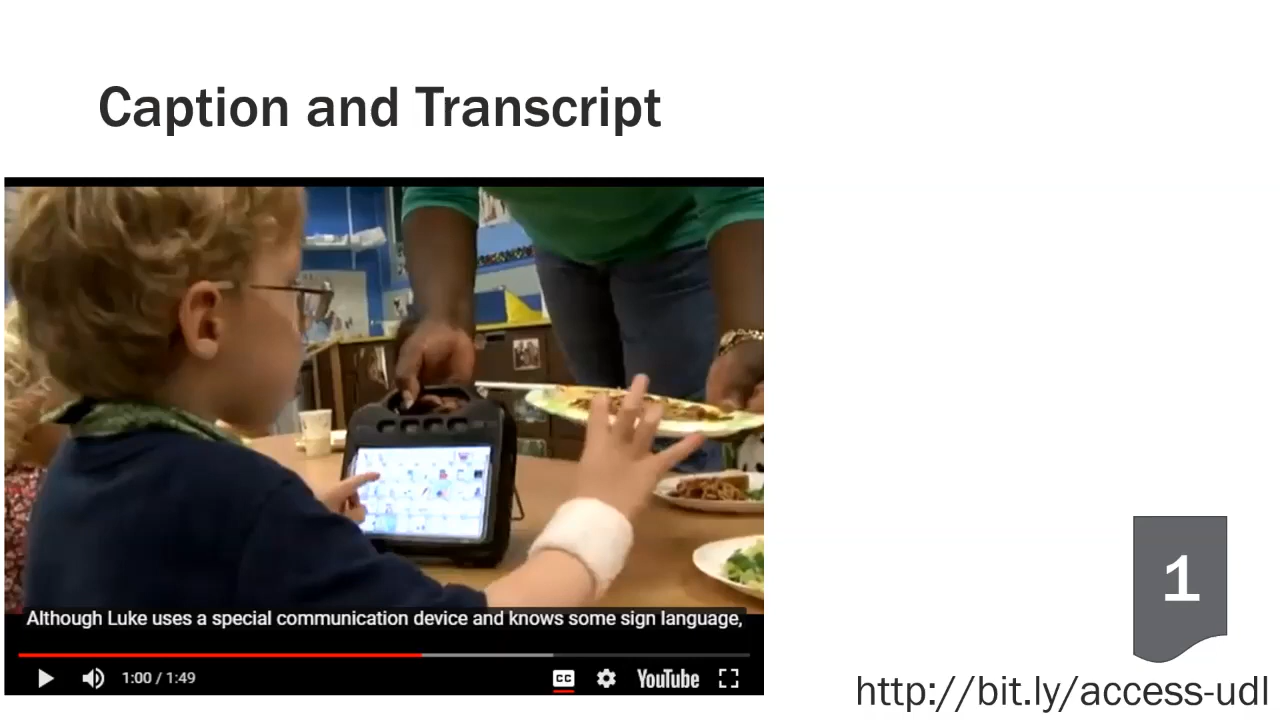 Caption and Transcript
Although Luke uses a special communication device and knows some sign language,
1:00 / 1:49
CC
YouTube
1
http://bit.ly/access-udl